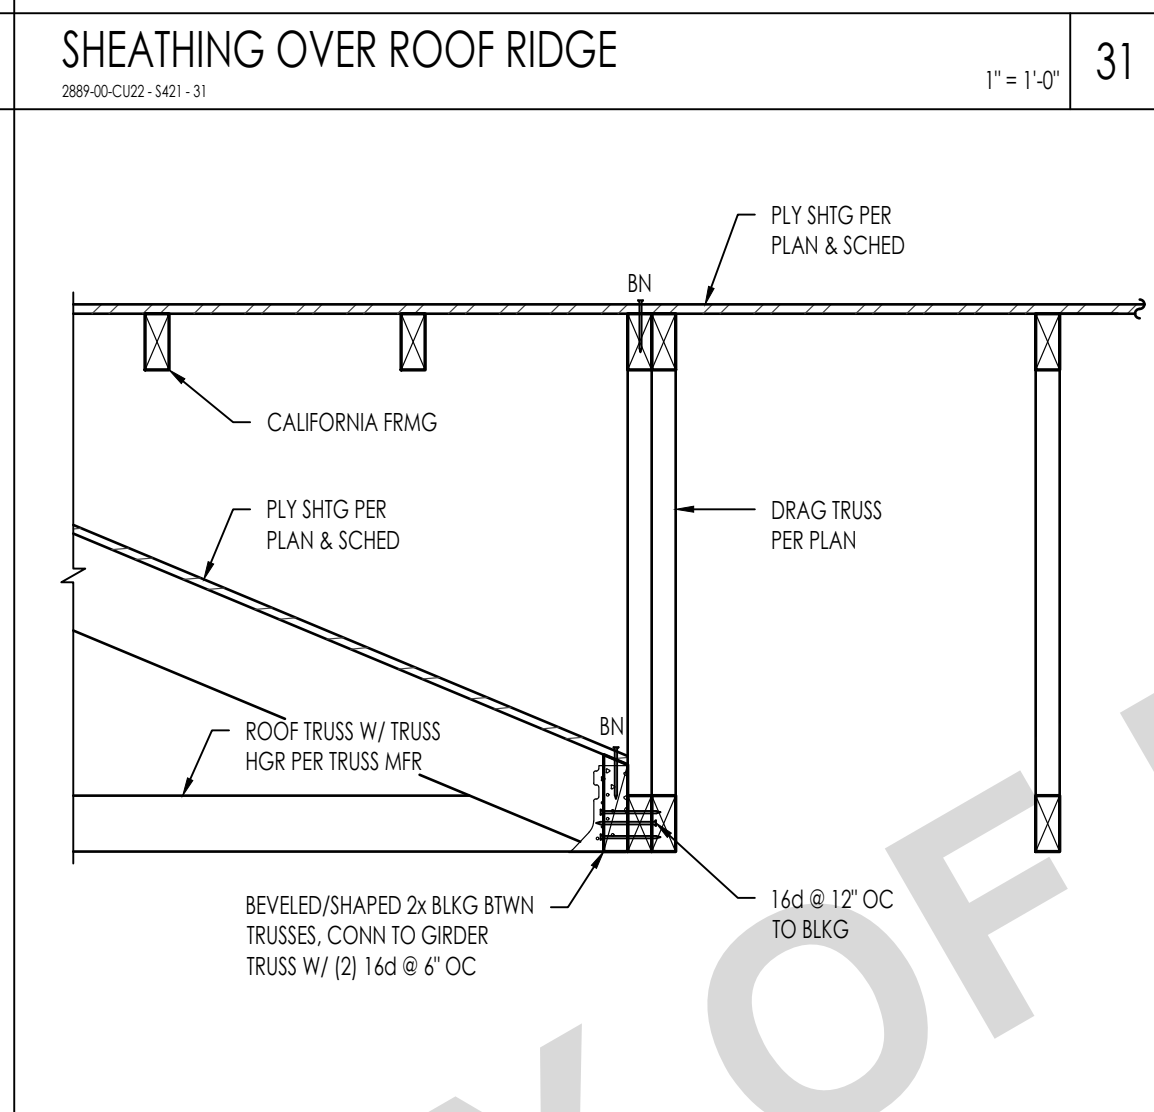 SHEATHING OVER ROOF RIDGE
2889-00-CU22 - S421 - 31
1" = 1'-0"
31
PLY SHTG PER
PLAN & SCHED
BN
CALIFORNIA FRMG
PLY SHTG PER
PLAN & SCHED
DRAG TRUSS
PER PLAN
BN
ROOF TRUSS W/ TRUSS
HGR PER TRUSS MFR
BEVELED/SHAPED 2x BLKG BTWN
TRUSSES, CONN TO GIRDER
TRUSS W/ (2) 16d @ 6" OC
16d @ 12" OC
TO BLKG
OF